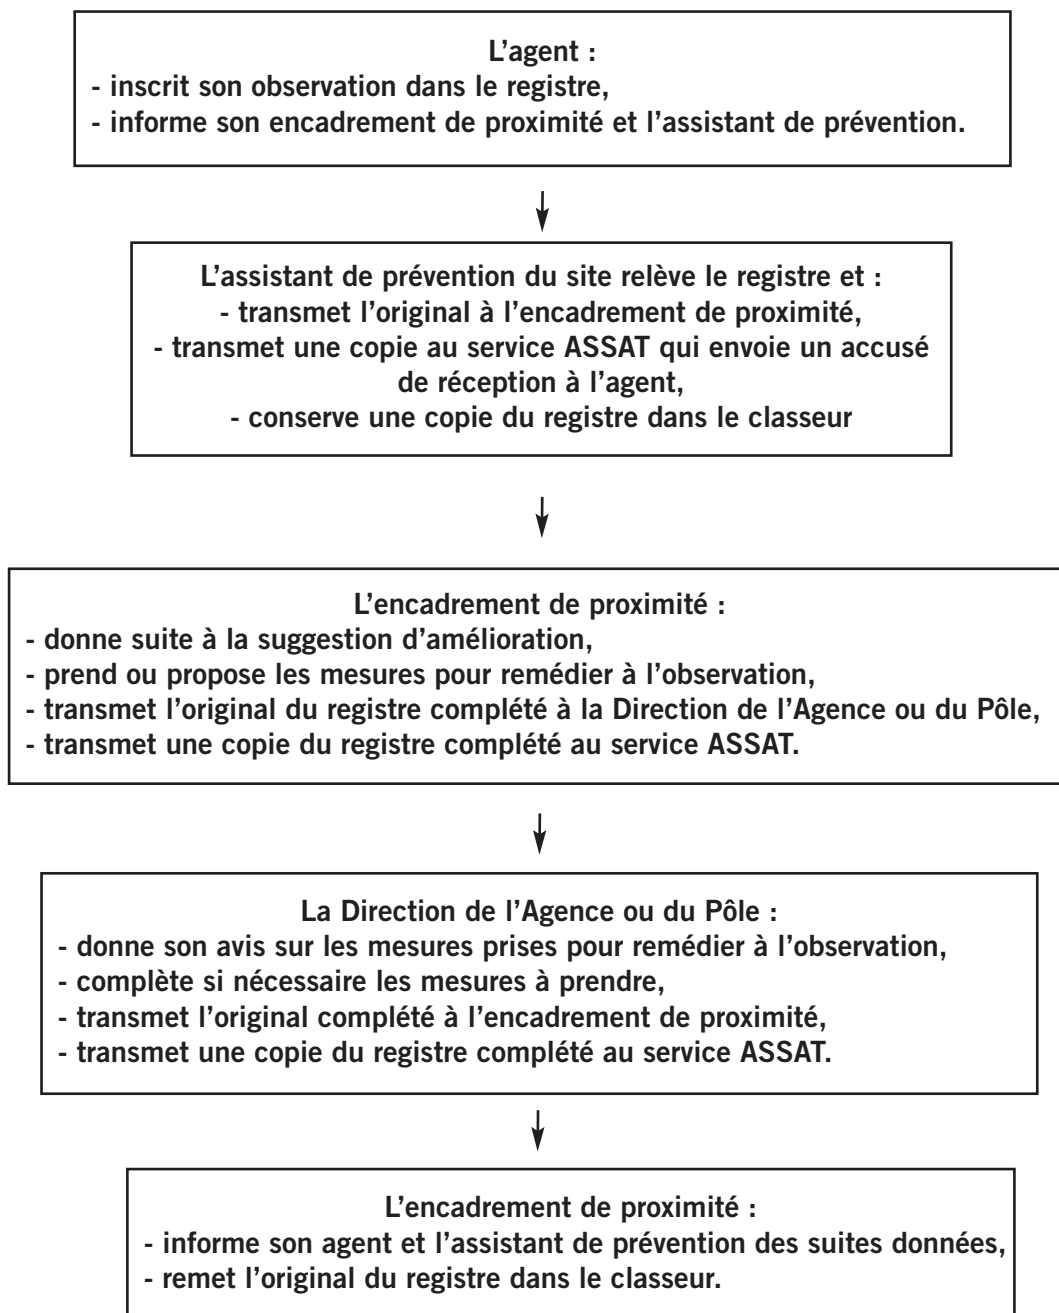 L'agent :
- inscrit son observation dans le registre,
- informe son encadrement de proximité et l'assistant de prévention.
L'assistant de prévention du site relève le registre et :
- transmet l'original à l'encadrement de proximité,
- transmet une copie au service ASSAT qui envoie un accusé
de réception à l'agent,
- conserve une copie du registre dans le classeur
L'encadrement de proximité :
- donne suite à la suggestion d'amélioration,
- prend ou propose les mesures pour remédier à l'observation,
- transmet l'original du registre complété à la Direction de l'Agence ou du Pôle,
- transmet une copie du registre complété au service ASSAT.
La Direction de l'Agence ou du Pôle :
- donne son avis sur les mesures prises pour remédier à l'observation,
- complète si nécessaire les mesures à prendre,
- transmet l'original complété à l'encadrement de proximité,
- transmet une copie du registre complété au service ASSAT.
L'encadrement de proximité :
- informe son agent et l'assistant de prévention des suites données,
- remet l'original du registre dans le classeur.